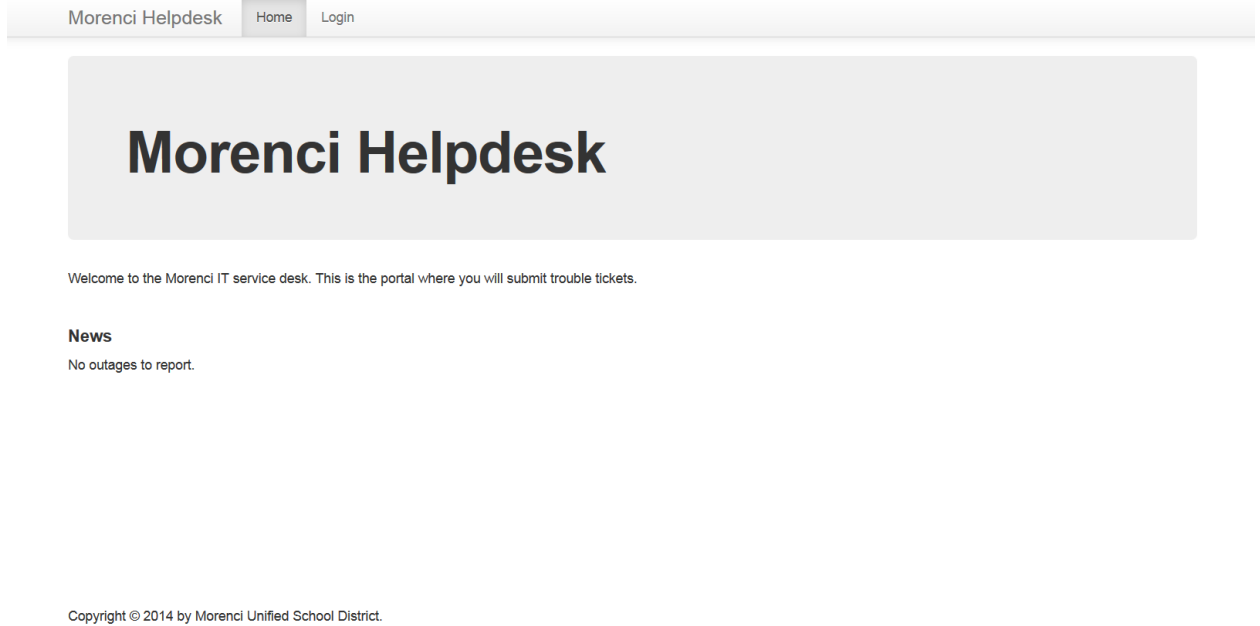 Morenci Helpdesk Home Login
Morenci Helpdesk
Welcome to the Morenci IT service desk. This is the portal where you will submit trouble tickets.
News
No outages to report.
Copyright © 2014 by Morenci Unified School District.